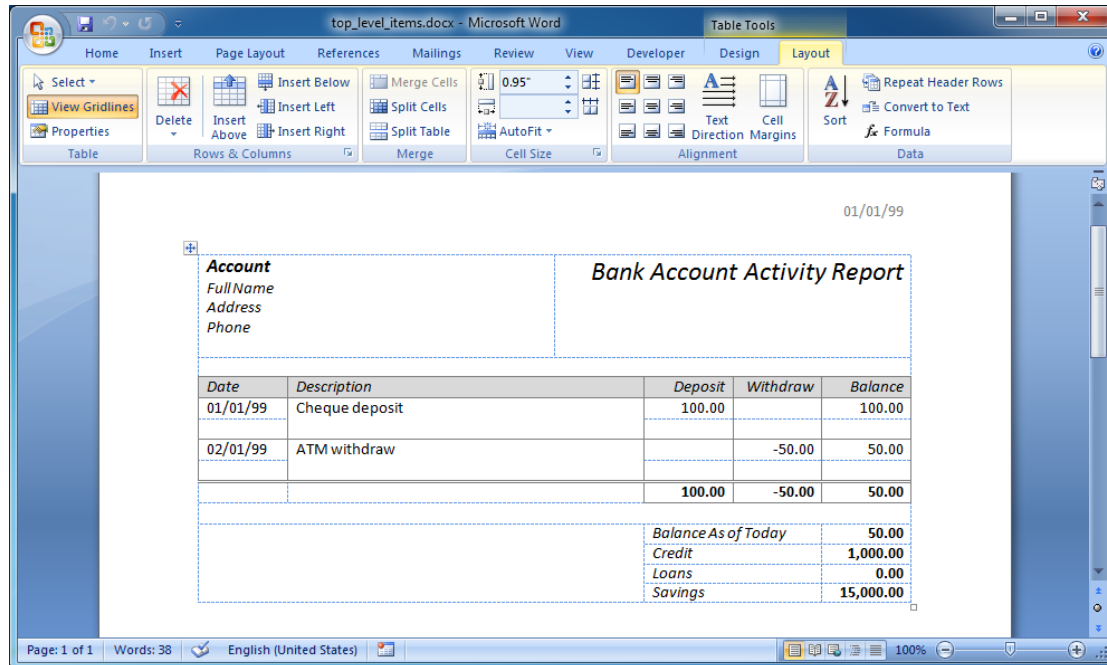 top_level_items.docx - Microsoft Word
Table Tools
Home Insert Page Layout References Mailings Review View Developer Design Layout
Select
View Gridlines
Properties
Table
Delete
Insert Above
Insert Below
Insert Left
Insert Right
Rows & Columns
Merge Cells
Split Cells
Split Table
Merge
0.95"
AutoFit
Cell Size
Text Direction
Cell Margins
Alignment
Sort
Repeat Header Rows
Convert to Text
Formula
Data
01/01/99
Account
Full Name
Address
Phone
Bank Account Activity Report
Date Description Deposit Withdraw Balance
01/01/99 Cheque deposit 100.00 100.00
02/01/99 ATM withdraw -50.00 50.00
100.00 -50.00 50.00
Balance As of Today 50.00
Credit 1,000.00
Loans 0.00
Savings 15,000.00
Page: 1 of 1 Words: 38 English (United States) 100%